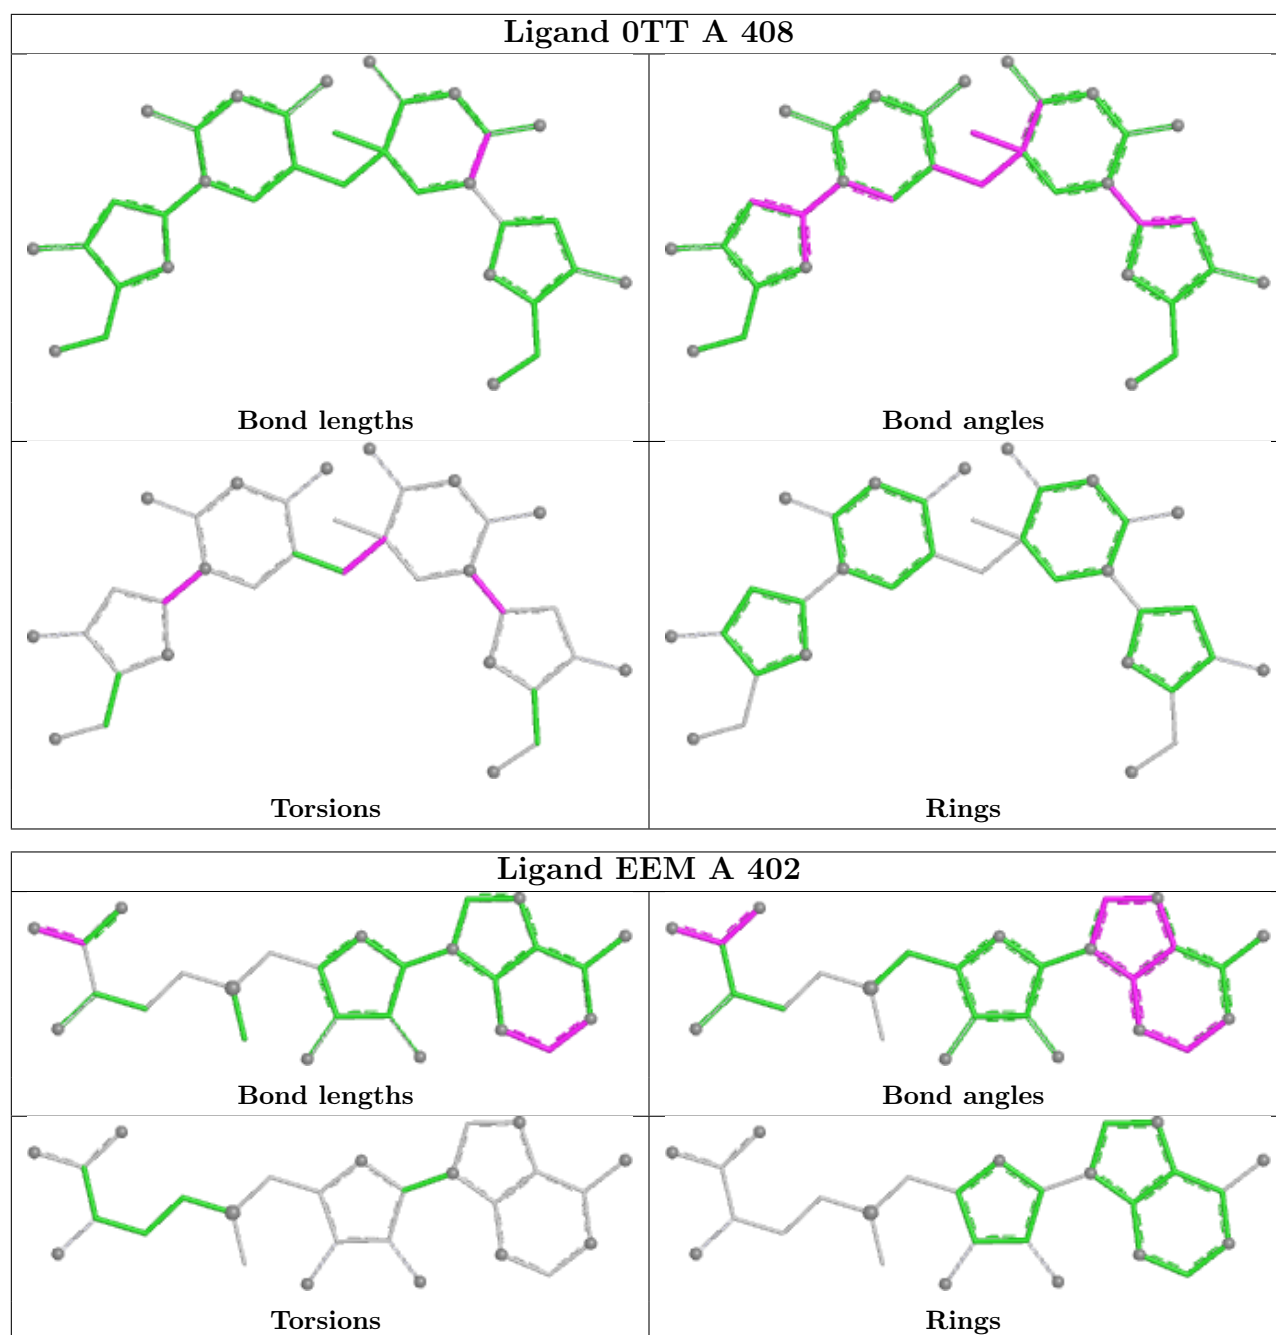 Ligand 0TT A 408
Bond lengths
Bond angles
Torsions
Rings
Ligand EEM A 402
Bond lengths
Bond angles
Torsions
Rings